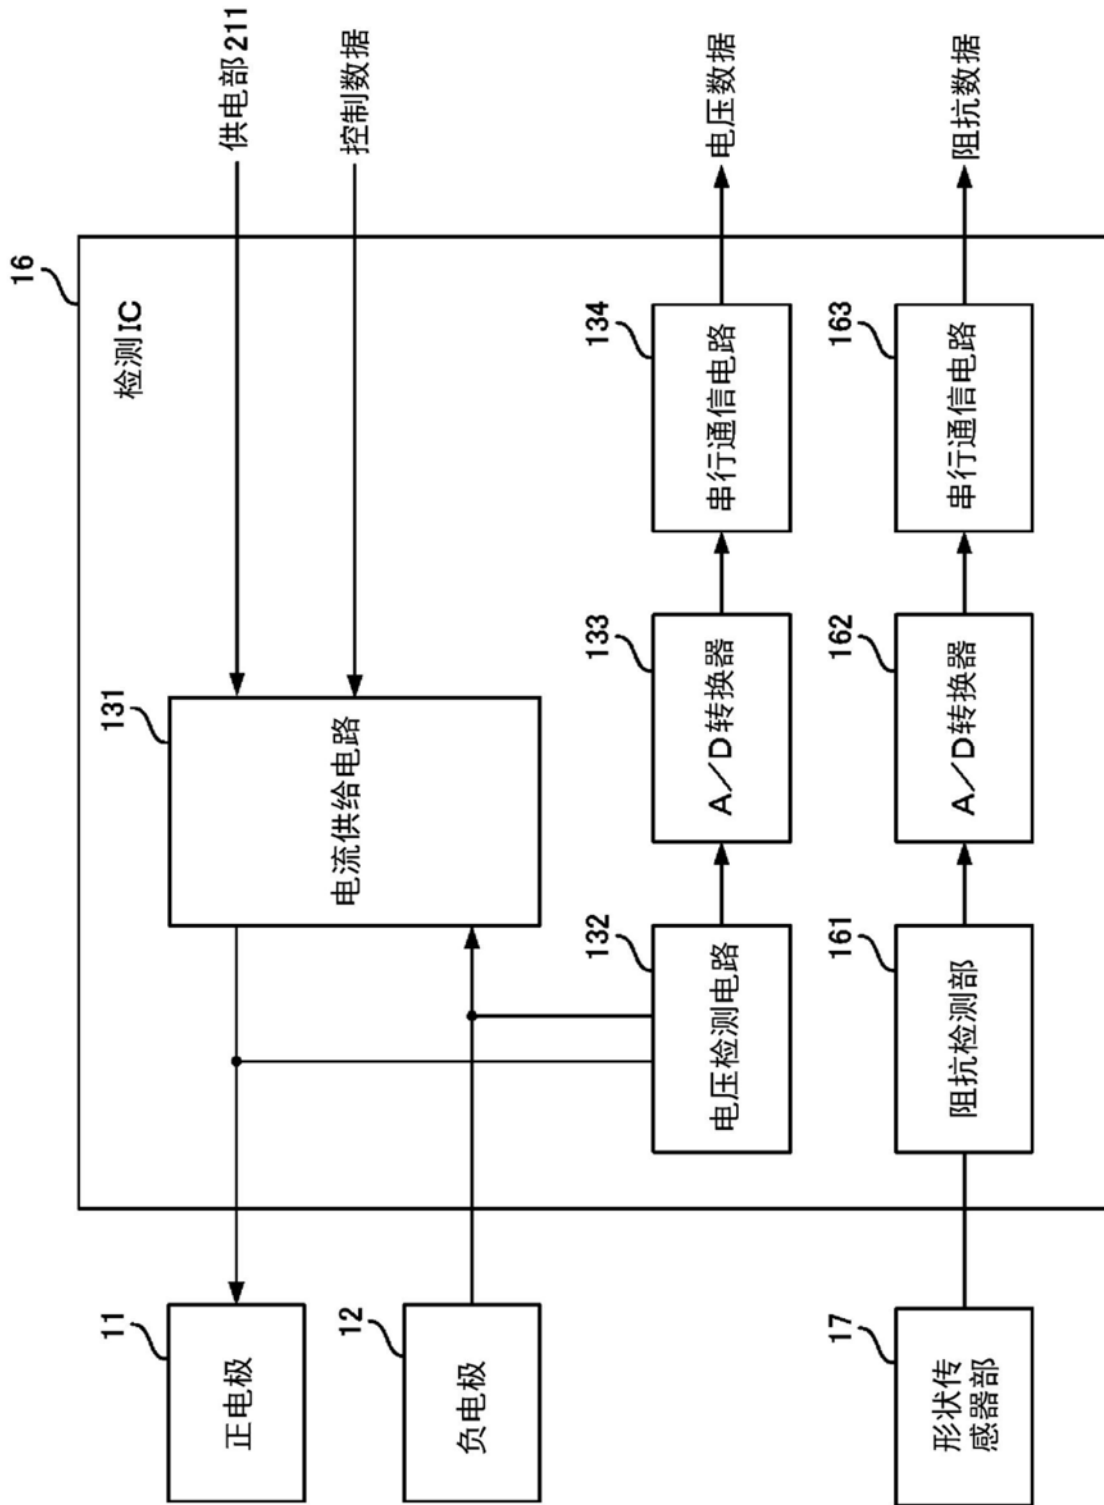 16
检测IC
供电部211
控制数据
131
电流供给电路
11
正电极
12
负电极
132
电压检测电路
133
A/D转换器
134
串行通信电路
电压数据
17
形状传
感器部
161
阻抗检测部
162
A/D转换器
163
串行通信电路
阻抗数据